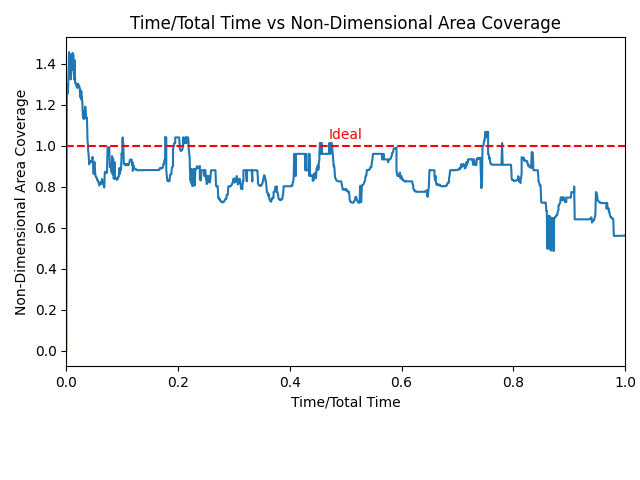 Time/Total Time vs Non-Dimensional Area Coverage
Non-Dimensional Area Coverage
1.4
1.2
1.0
0.8
0.6
0.4
0.2
0.0
Ideal
0.0 0.2 0.4 0.6 0.8 1.0
Time/Total Time